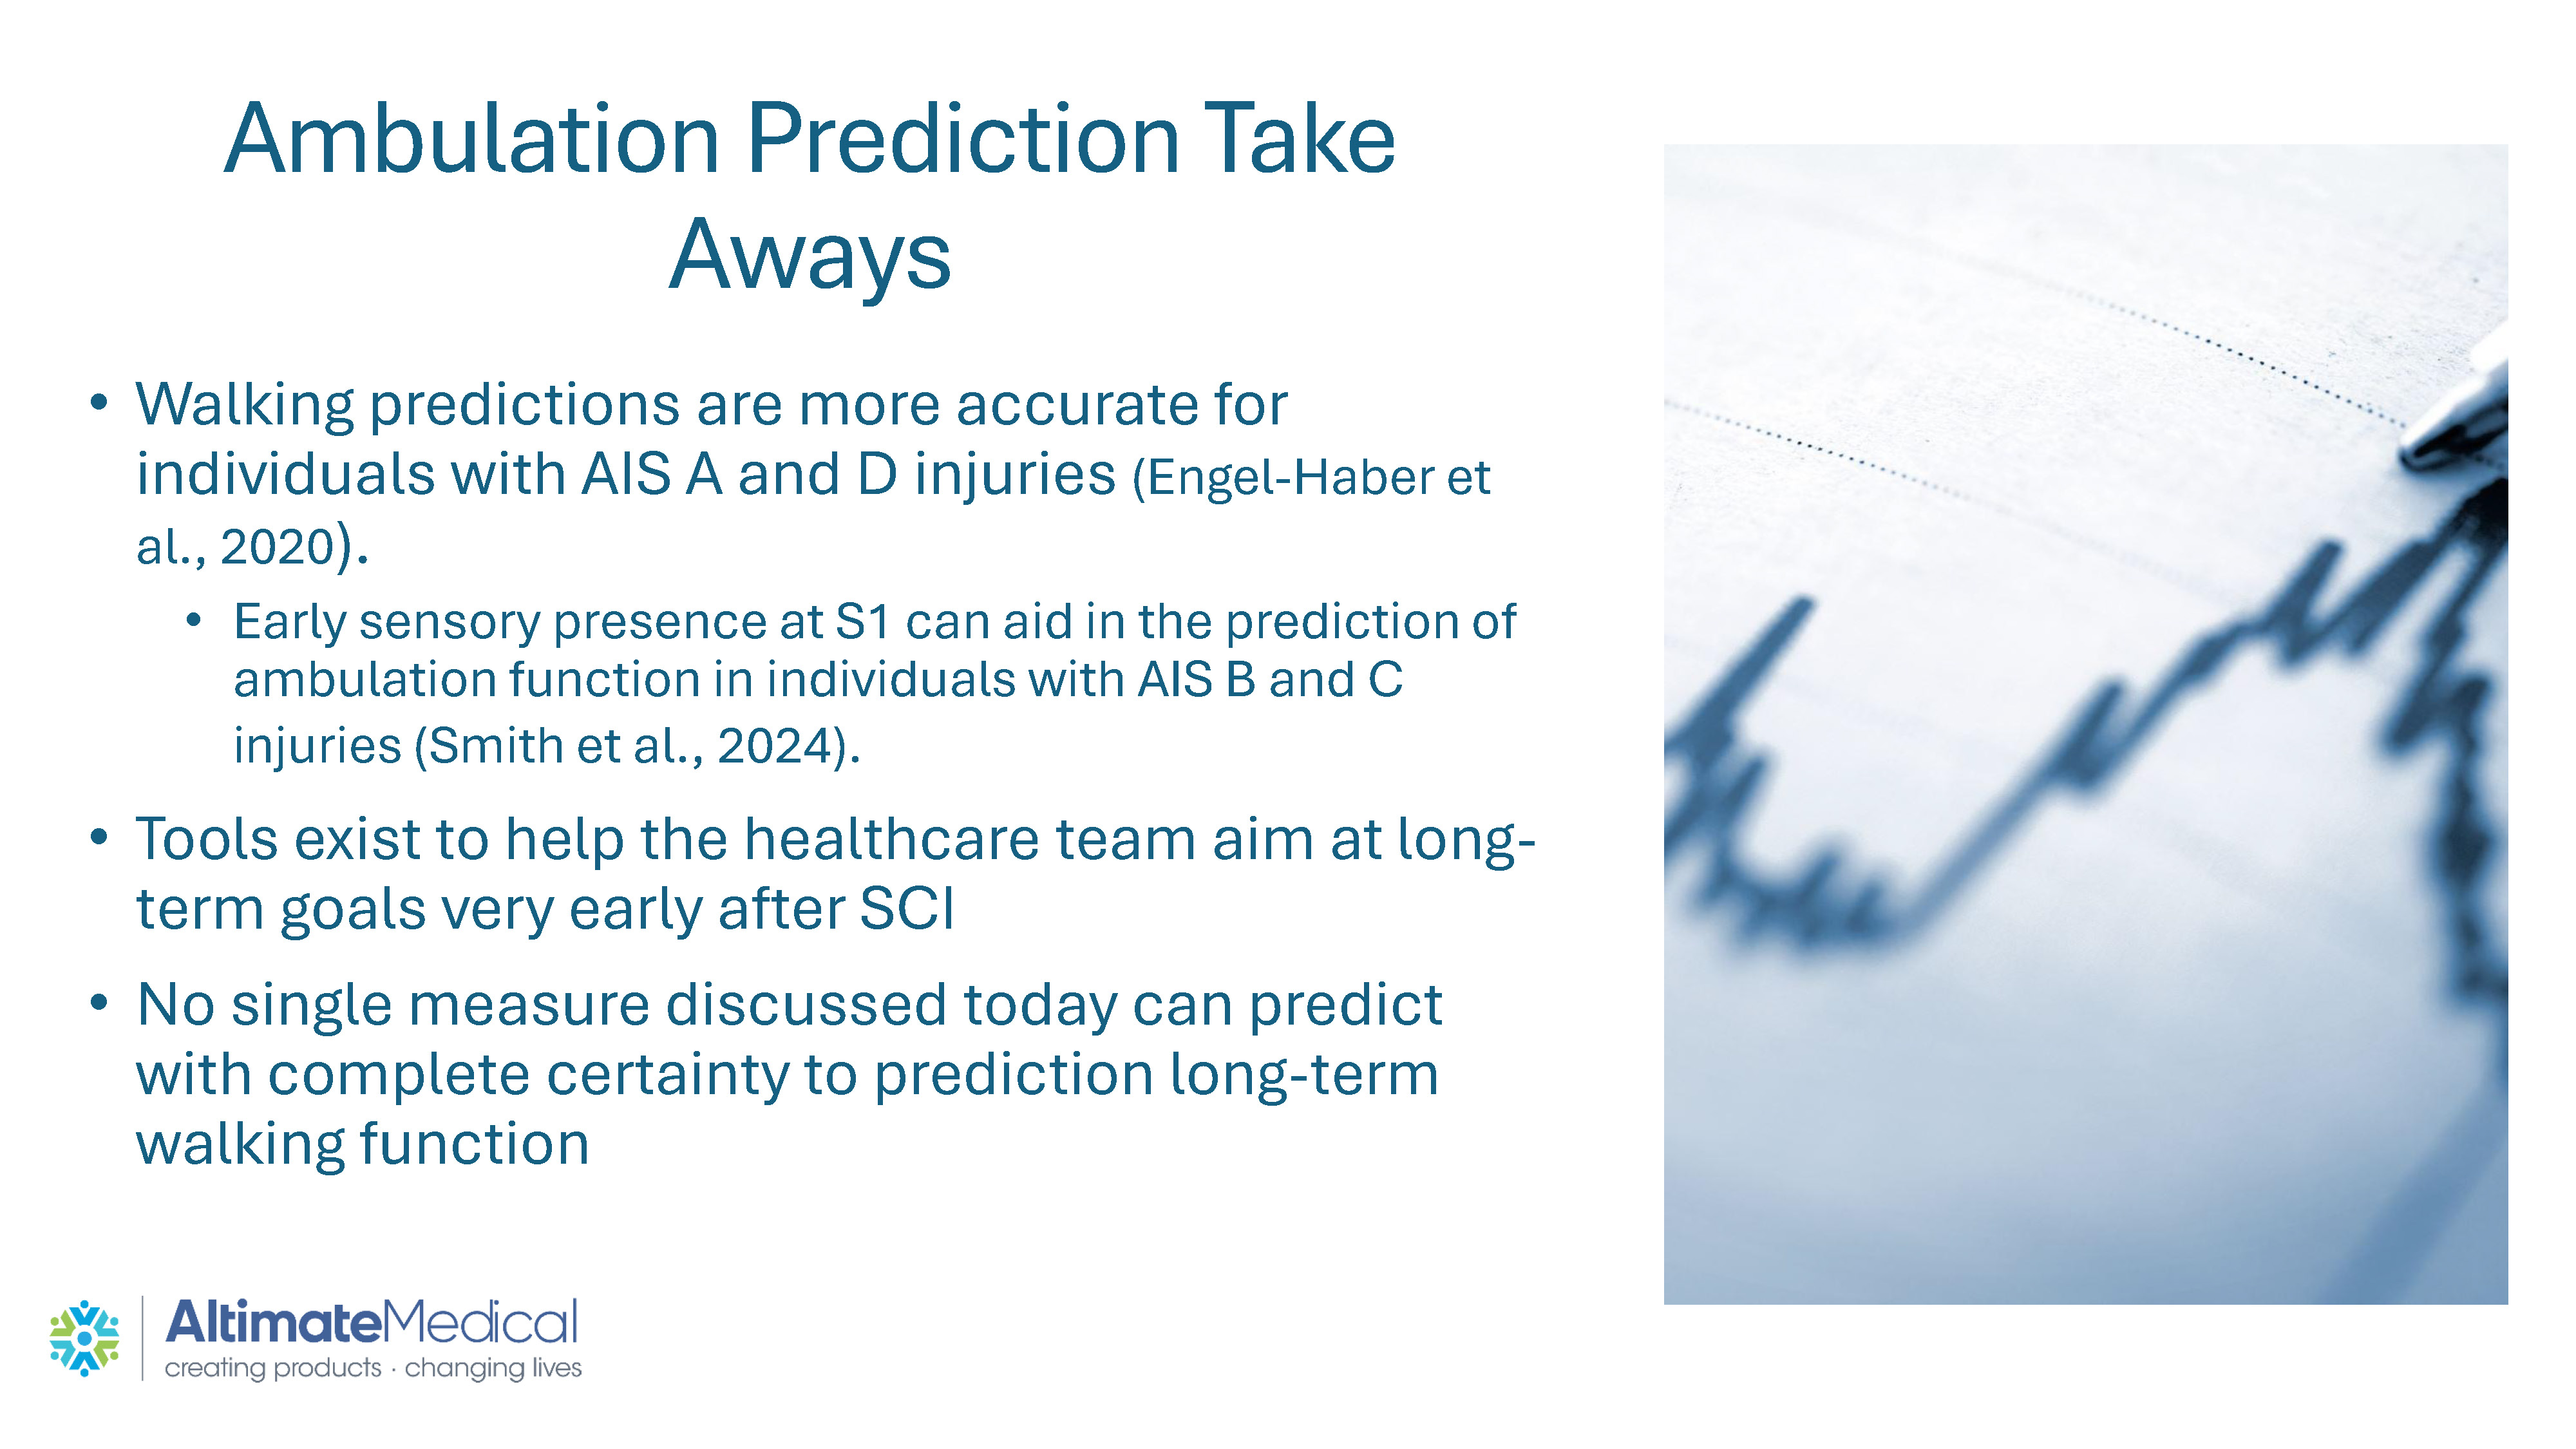 Ambulation Prediction Take
Aways
• Walking predictions are more accurate for
individuals with AIS A and D injuries (Engel-Haber et
al., 2020).
• Early sensory presence at S1 can aid in the prediction of
ambulation function in individuals with AIS B and C
injuries (Smith et al., 2024).
• Tools exist to help the healthcare team aim at long-
term goals very early after SCI
• No single measure discussed today can predict
with complete certainty to prediction long-term
walking function
AltimateMedical
creating products · changing lives